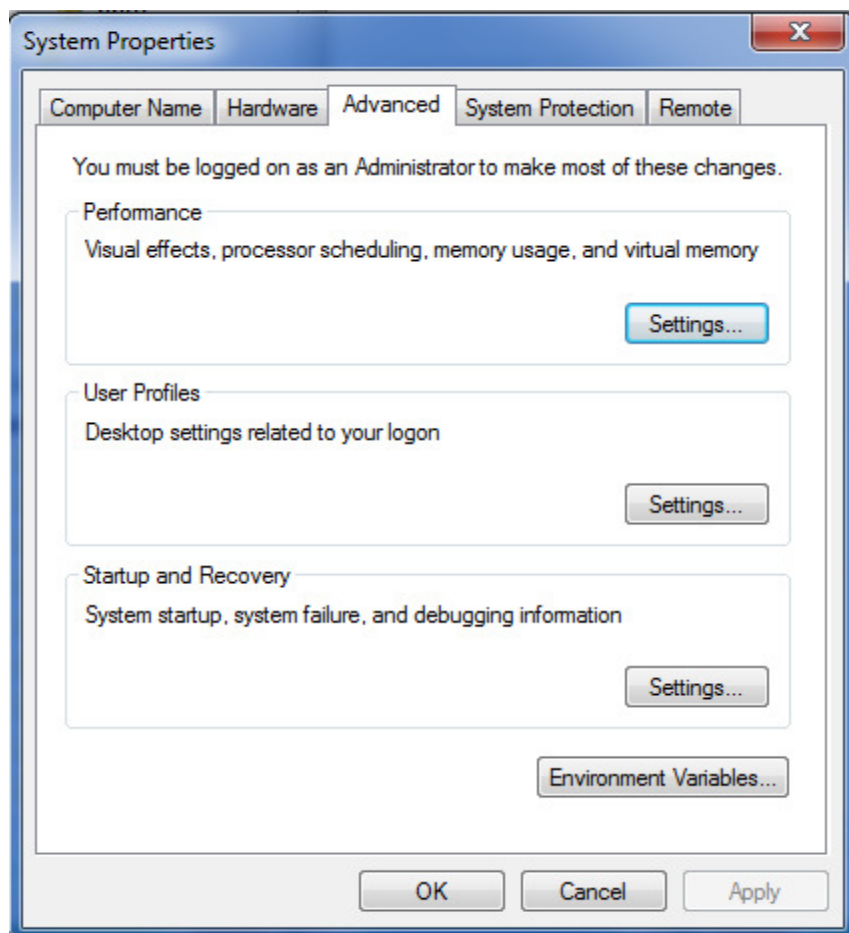 System Properties
Computer Name
Hardware
Advanced
System Protection
Remote
You must be logged on as an Administrator to make most of these changes.
Performance
Visual effects, processor scheduling, memory usage, and virtual memory
Settings...
User Profiles
Desktop settings related to your logon
Settings...
Startup and Recovery
System startup, system failure, and debugging information
Settings...
Environment Variables...
OK
Cancel
Apply